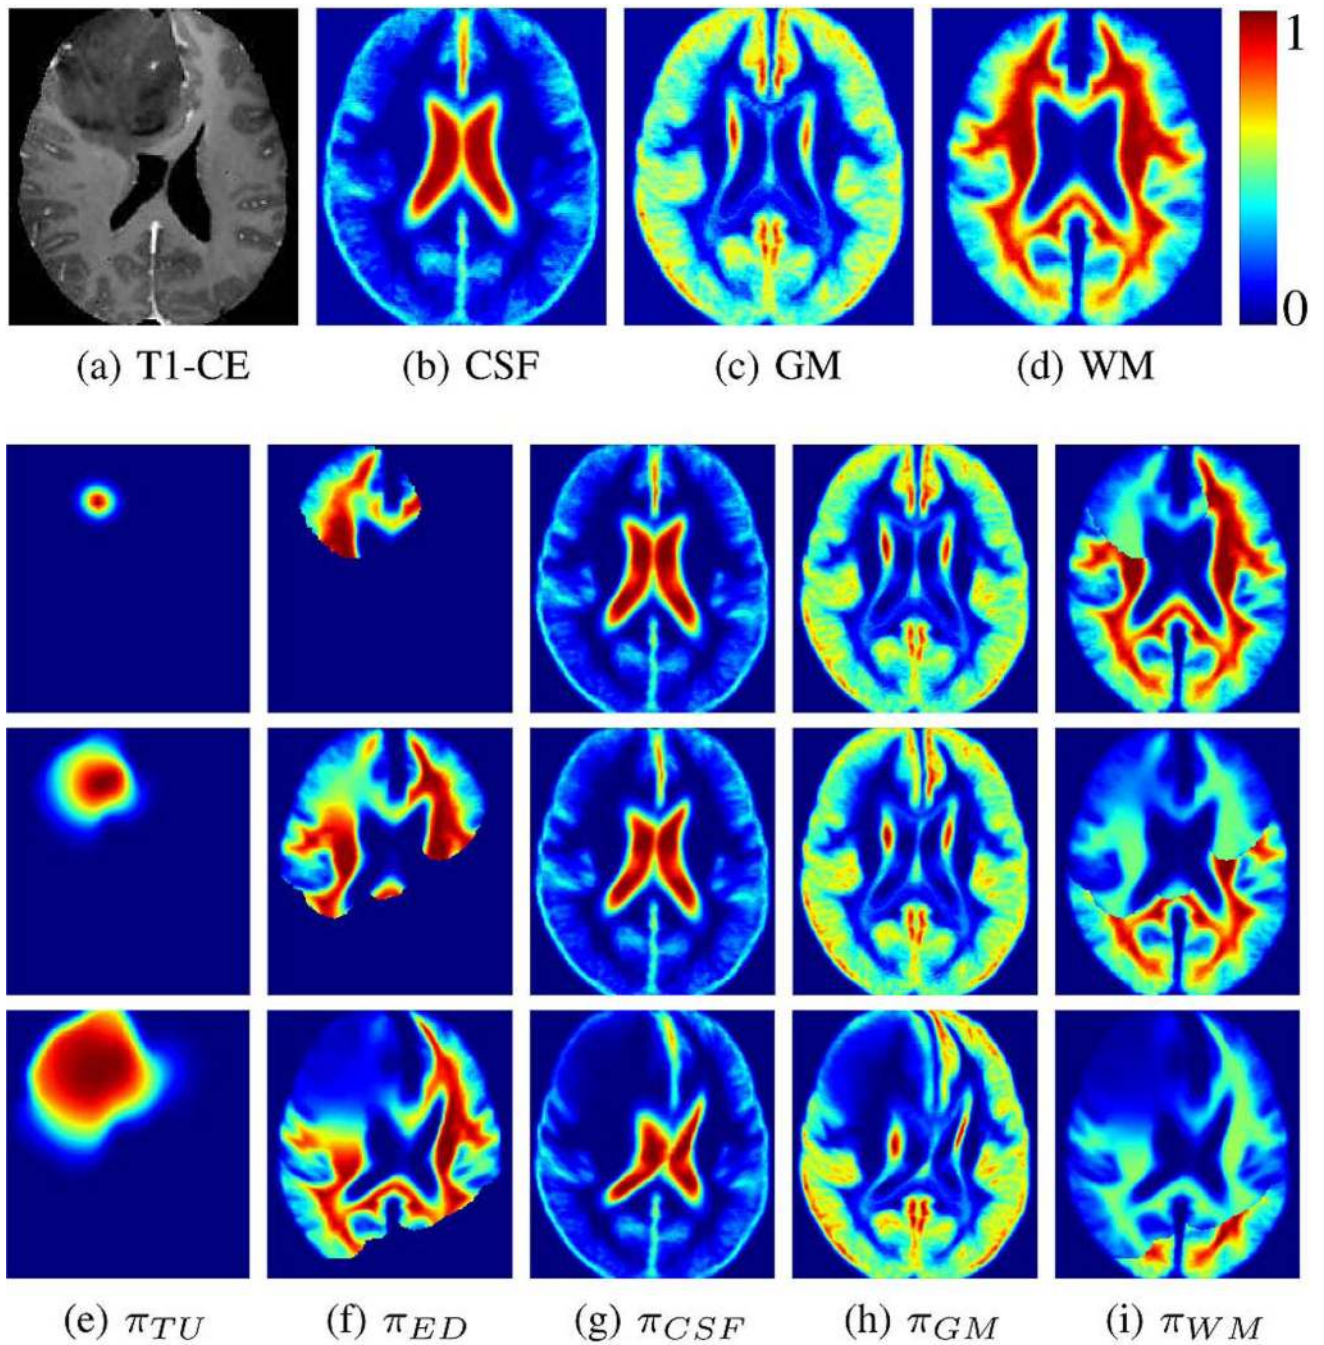 1
0
(a) T1-CE (b) CSF (c) GM (d) WM
(e) π_TU (f) π_ED (g) π_CSF (h) π_GM (i) π_WM